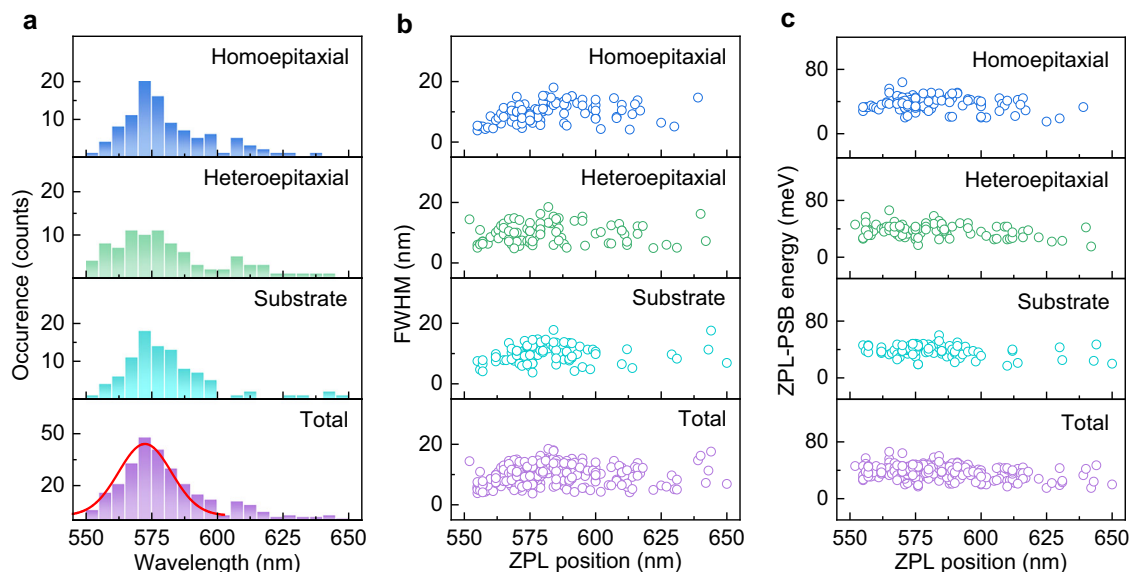 a
Occurence (counts)
Homoepitaxial
20
10
Heteroepitaxial
20
10
Substrate
20
10
Total
50
20
550 575 600 625 650
Wavelength (nm)
b
FWHM (nm)
Homoepitaxial
20
0
Heteroepitaxial
20
0
Substrate
20
0
Total
20
0
550 575 600 625 650
ZPL position (nm)
c
ZPL-PSB energy (meV)
Homoepitaxial
80
0
Heteroepitaxial
80
0
Substrate
80
0
Total
80
0
550 575 600 625 650
ZPL position (nm)